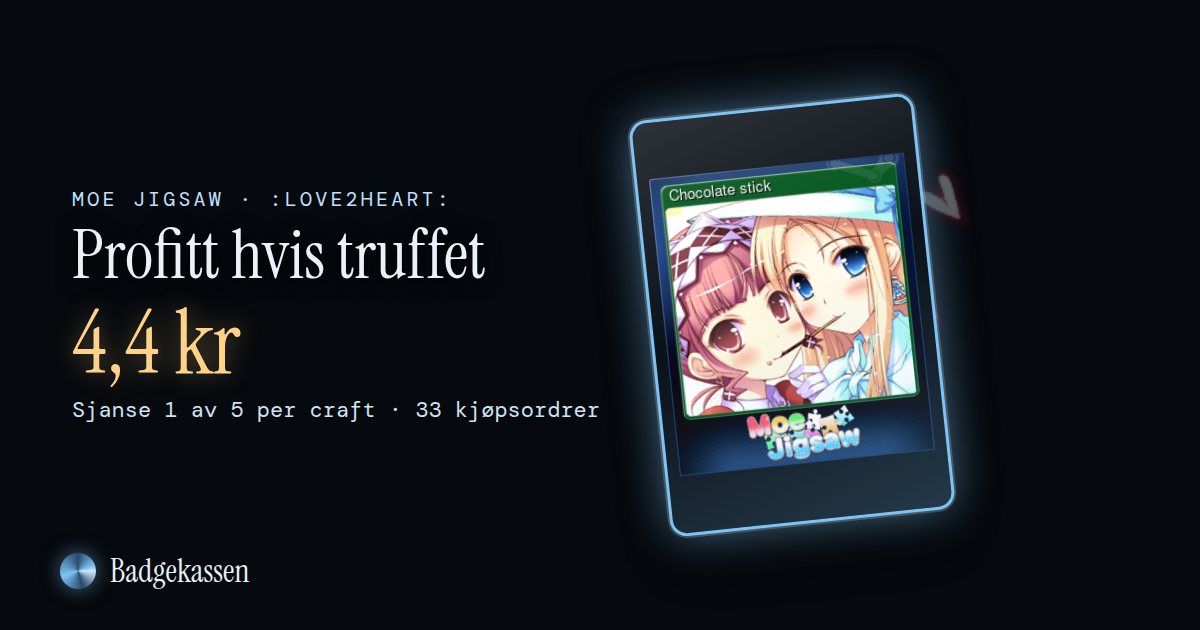 MOE JIGSAW · :LOVE2HEART:
Profitt hvis truffet
4,4 kr
Sjanse 1 av 5 per craft · 33 kjøpsordrer
Chocolate stick
Moe Jigsaw
Badgekassen